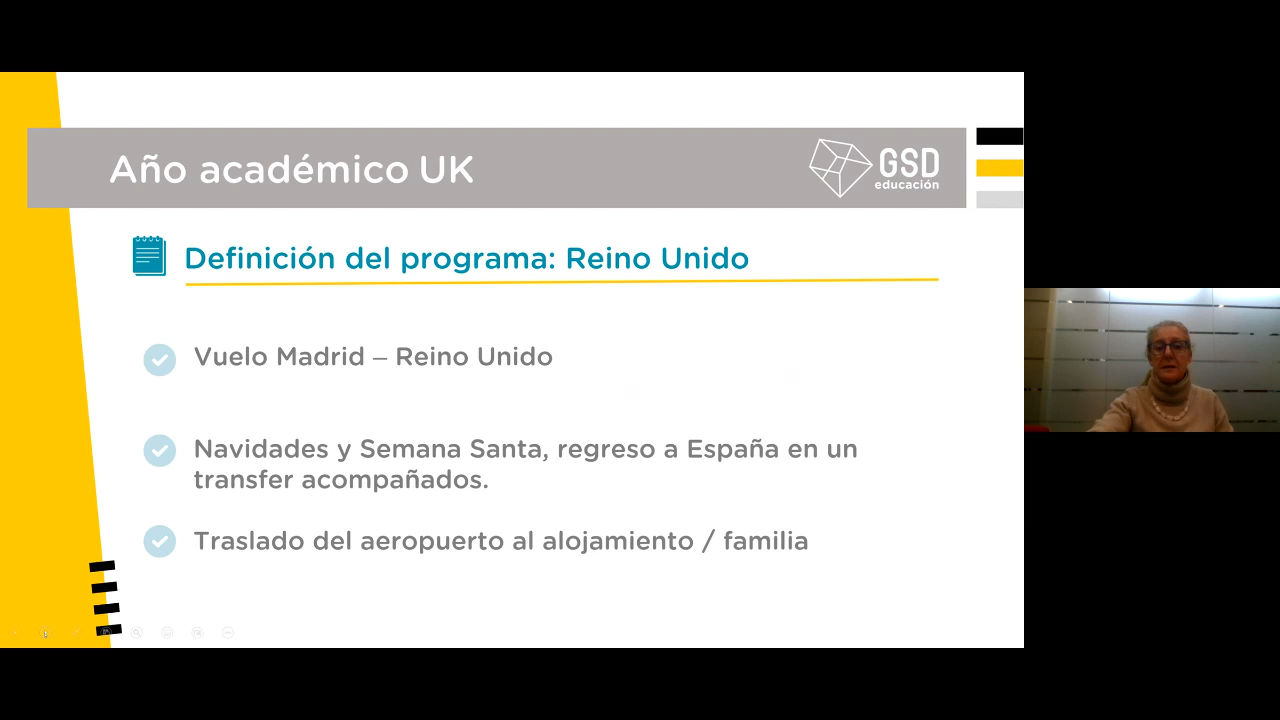 Año académico UK
GSD
educación
Definición del programa: Reino Unido
Vuelo Madrid – Reino Unido
Navidades y Semana Santa, regreso a España en un
transfer acompañados.
Traslado del aeropuerto al alojamiento / familia